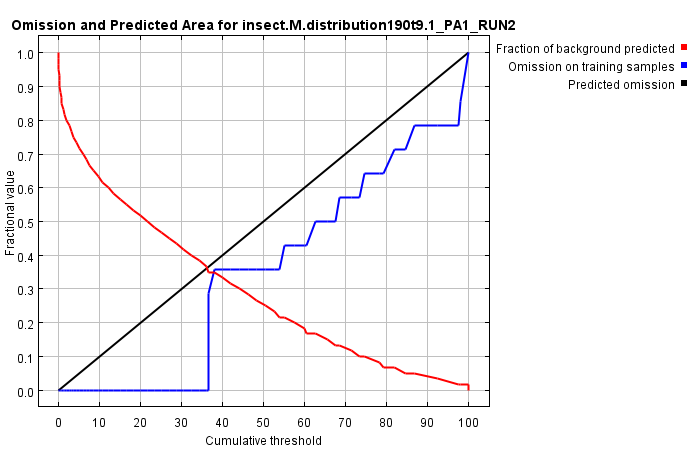 Omission and Predicted Area for insect.M.distribution190t9.1_PA1_RUN2
Fraction of background predicted
Omission on training samples
Predicted omission
Fractional value
1.0
0.9
0.8
0.7
0.6
0.5
0.4
0.3
0.2
0.1
0.0
0 10 20 30 40 50 60 70 80 90 100
Cumulative threshold